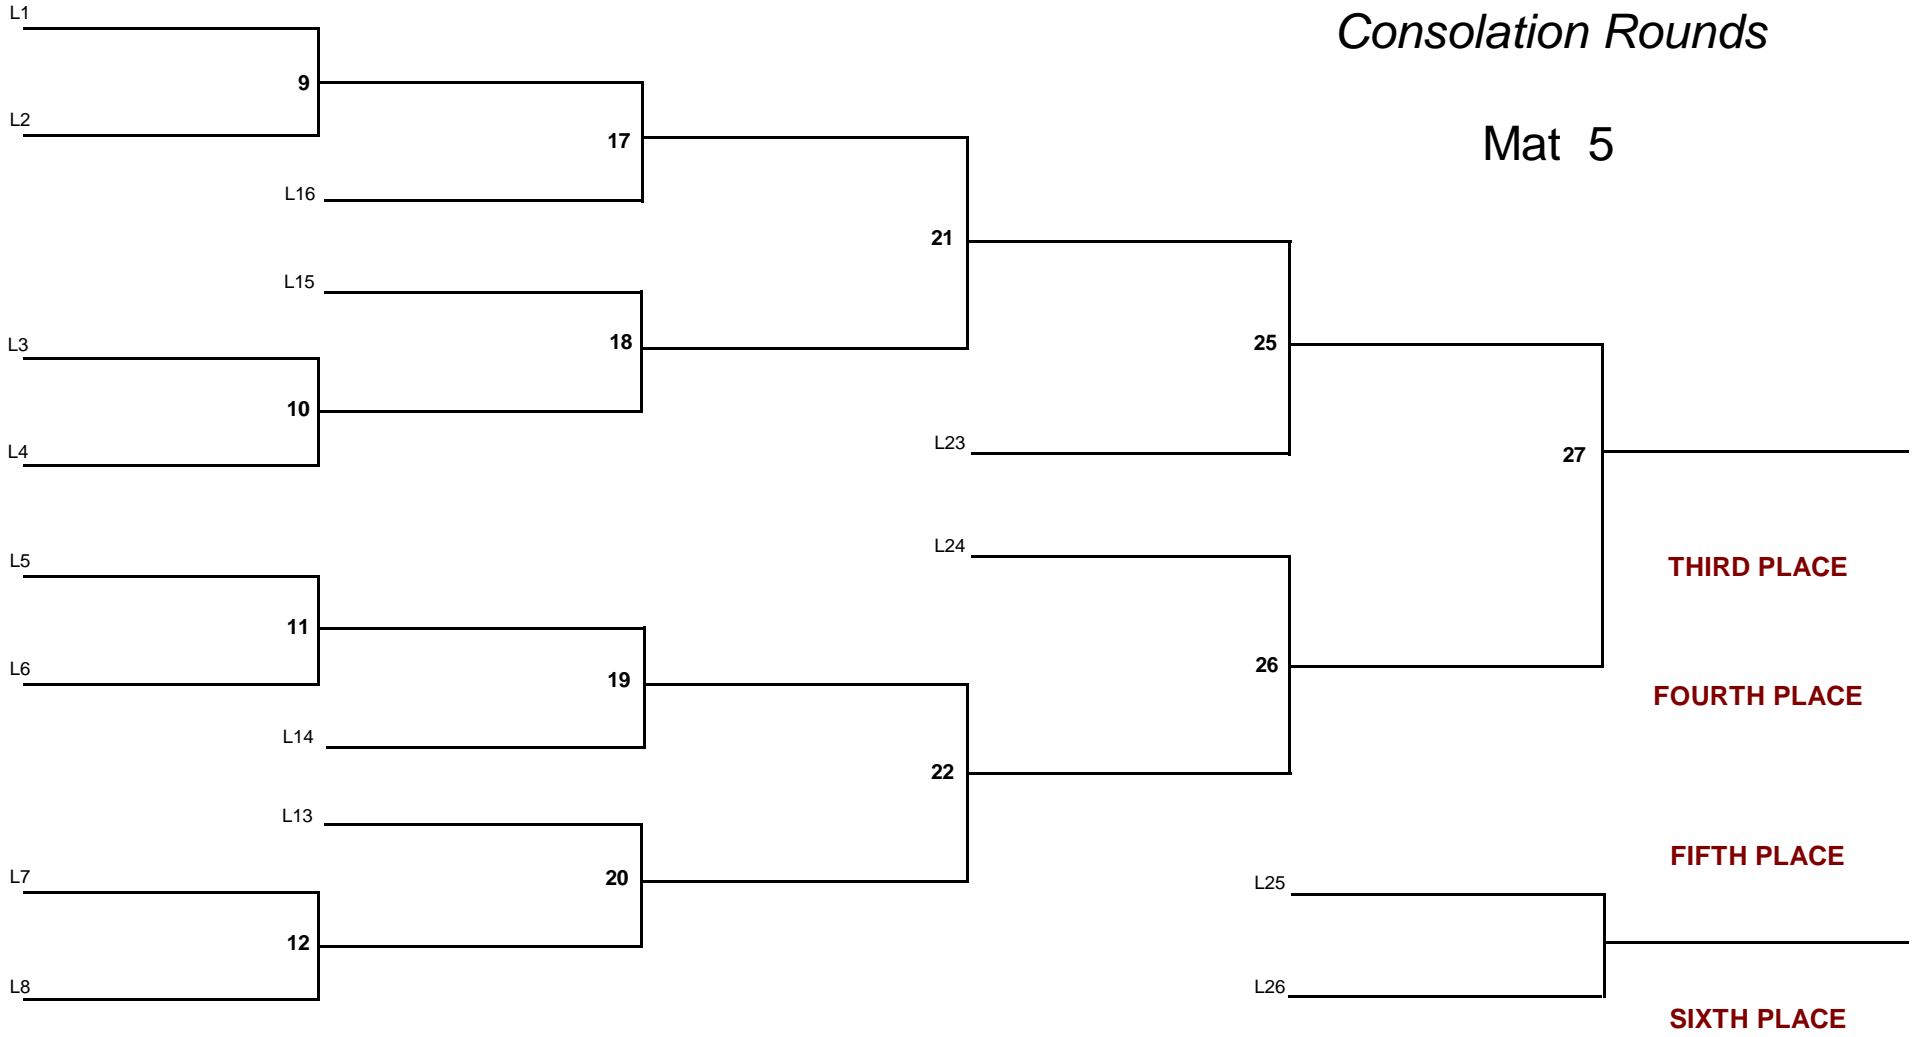 L1
Consolation Rounds
9
L2
17
Mat  5
L16
21
L15
L3
18
25
10
L4
L23
27
L24
L5
THIRD PLACE
11
L6
26
19
FOURTH PLACE
L14
22
L13
FIFTH PLACE
L7
20
L25
12
L8
L26
SIXTH PLACE